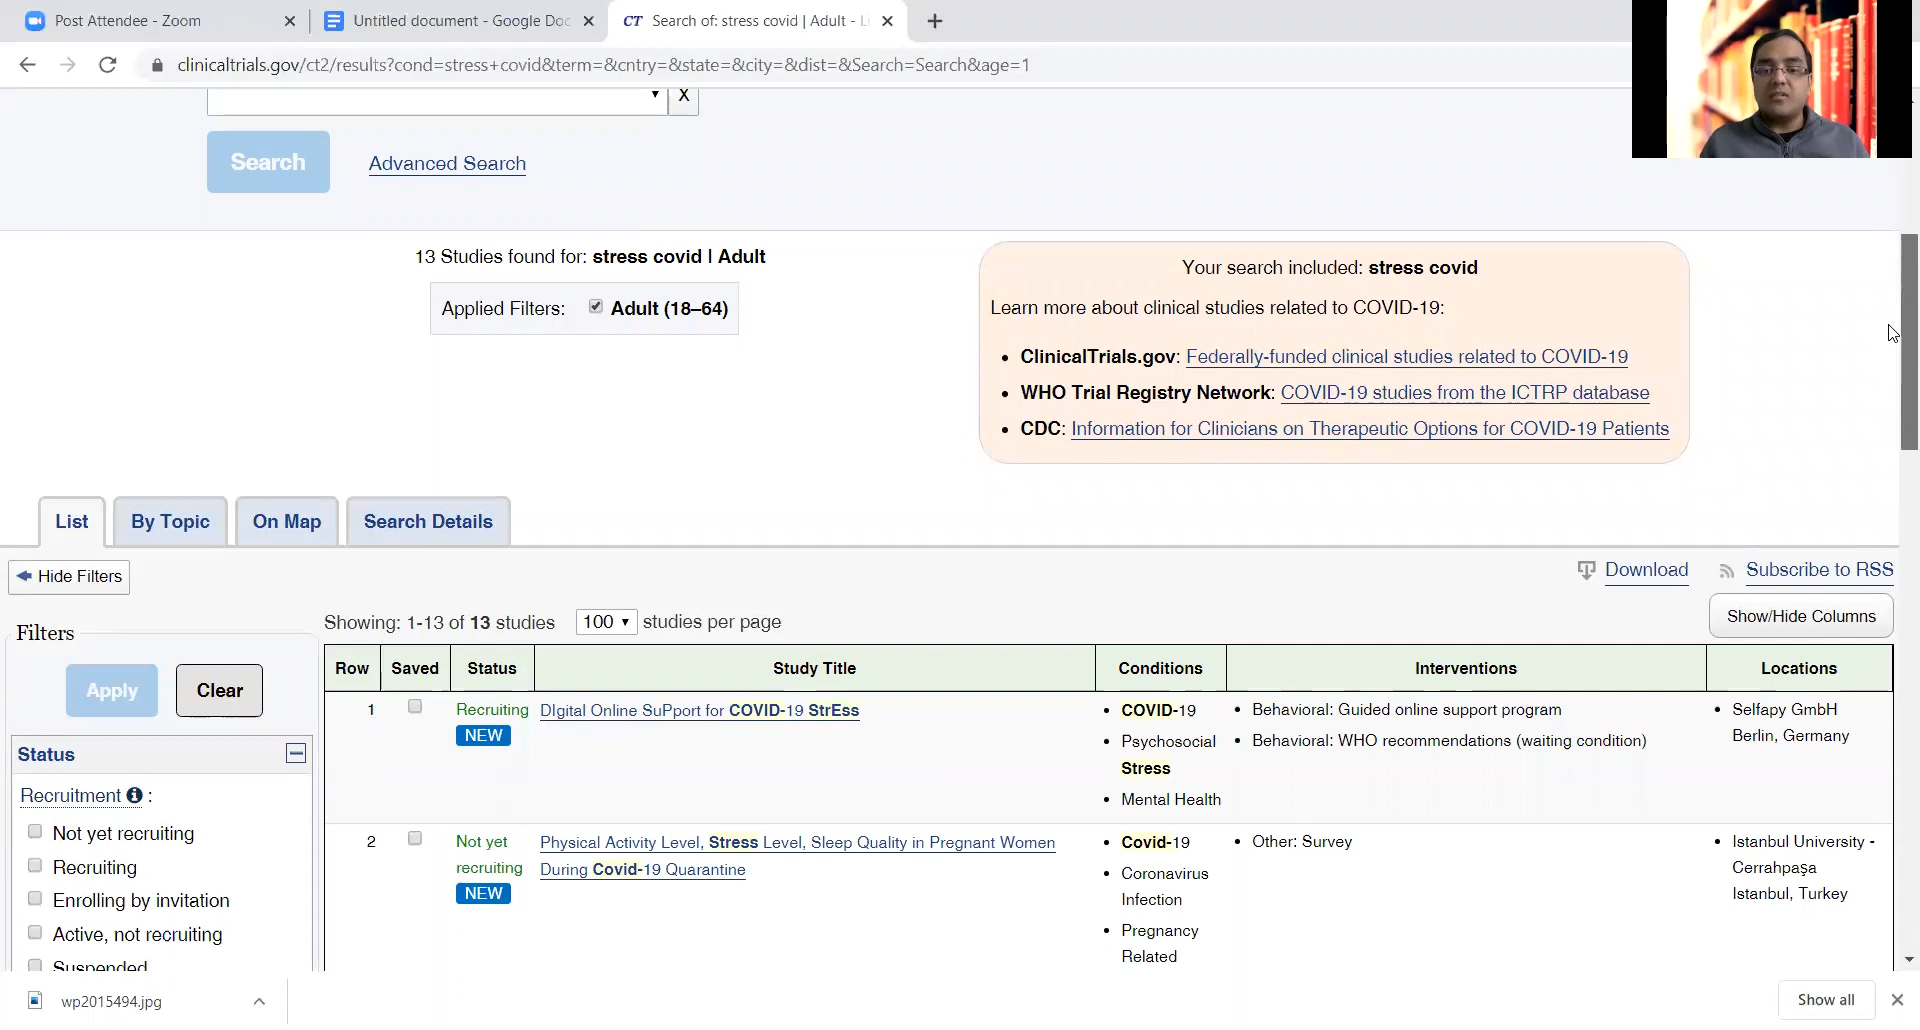 Post Attendee - Zoom
Untitled document - Google Doc
CT Search of: stress covid | Adult - L
clinicaltrials.gov/ct2/results?cond=stress+covid&term=&cntry=&state=&city=&dist=&Search=Search&age=1
X
Search
Advanced Search
13 Studies found for: stress covid | Adult
Applied Filters: Adult (18–64)
Your search included: stress covid
Learn more about clinical studies related to COVID-19:
• ClinicalTrials.gov: Federally-funded clinical studies related to COVID-19
• WHO Trial Registry Network: COVID-19 studies from the ICTRP database
• CDC: Information for Clinicians on Therapeutic Options for COVID-19 Patients
List By Topic On Map Search Details
Hide Filters
Download Subscribe to RSS
Show/Hide Columns
Showing: 1-13 of 13 studies 100 studies per page
Filters
Apply Clear
Status
Recruitment :
Not yet recruiting
Recruiting
Enrolling by invitation
Active, not recruiting
Suspended
Row Saved Status Study Title Conditions Interventions Locations
1
Recruiting
NEW
DIgital Online SuPport for COVID-19 StrEss
• COVID-19
• Psychosocial
Stress
• Mental Health
• Behavioral: Guided online support program
• Behavioral: WHO recommendations (waiting condition)
• Selfapy GmbH
Berlin, Germany
2
Not yet
recruiting
NEW
Physical Activity Level, Stress Level, Sleep Quality in Pregnant Women
During Covid-19 Quarantine
• Covid-19
• Coronavirus
Infection
• Pregnancy
Related
• Other: Survey
• Istanbul University -
Cerrahpaşa
Istanbul, Turkey
wp2015494.jpg
Show all